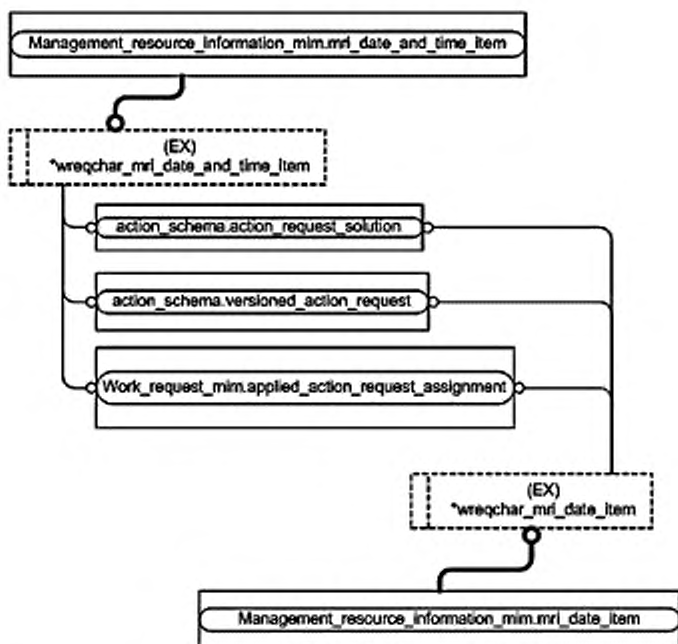 Management_resource_information_mim.mri_date_and_time_item
(EX)
*wreqchar_mri_date_and_time_item
action_schema.action_request_solution
action_schema.versioned_action_request
Work_request_mim.applied_action_request_assignment
(EX)
*wreqchar_mri_date_item
Management_resource_information_mim.mri_date_item